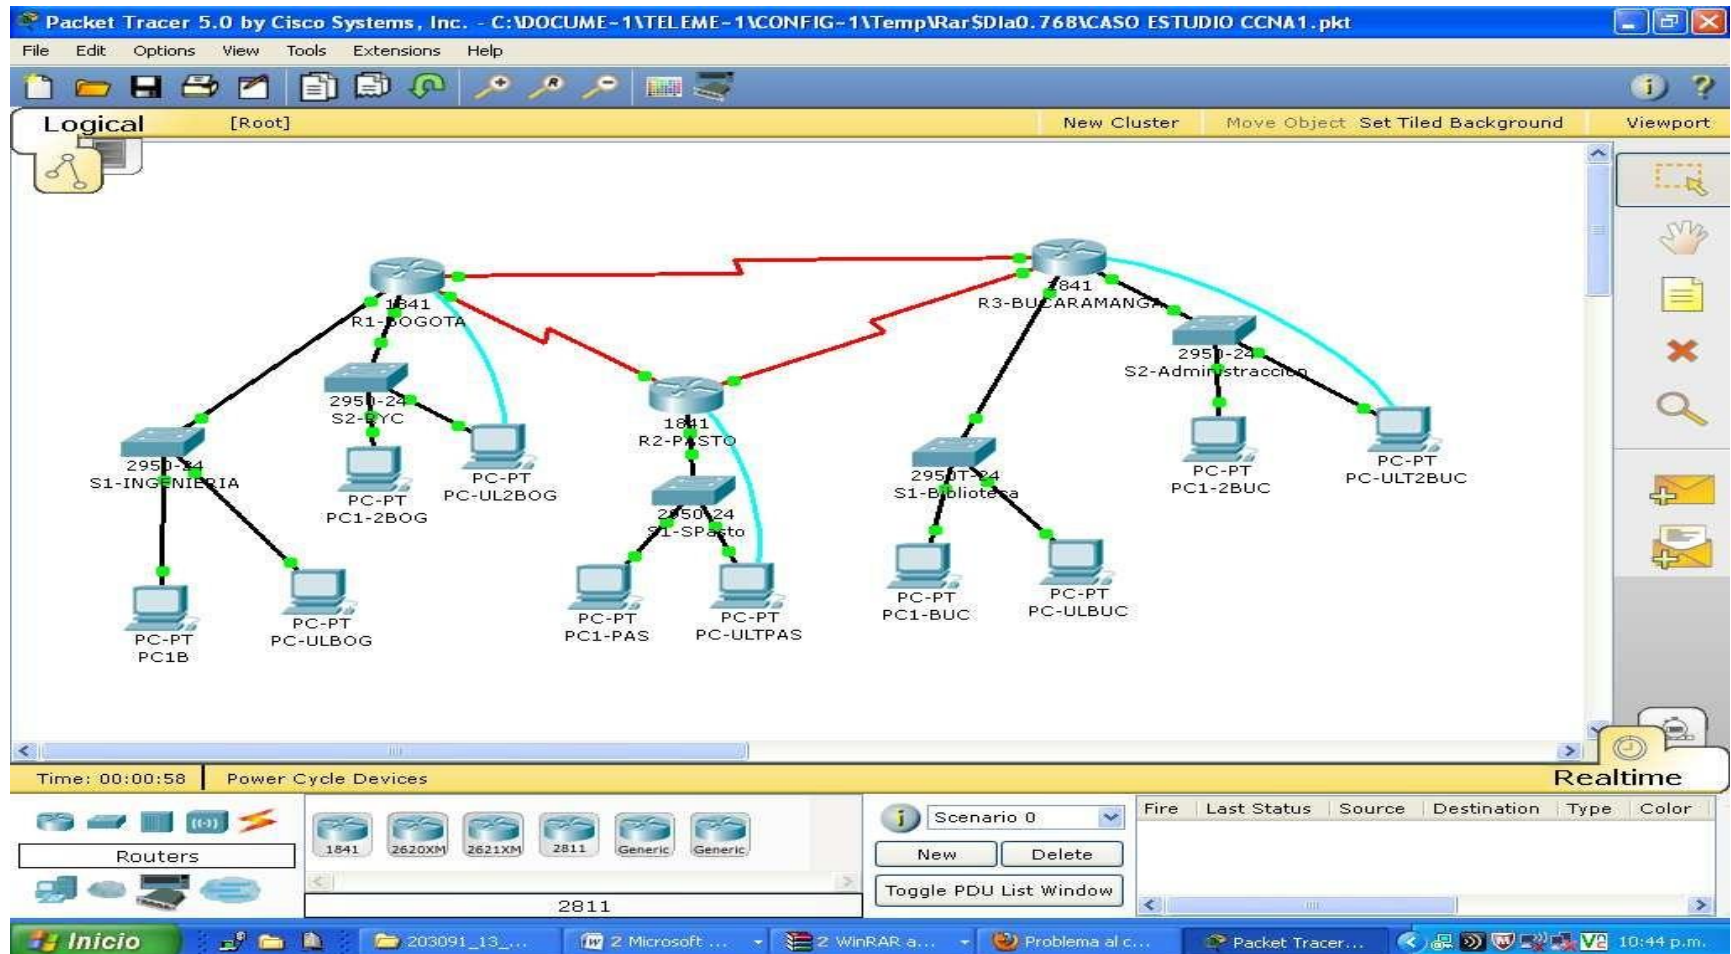 Packet Tracer 5.0 by Cisco Systems, Inc. - C:\DOCUME~1\TELEME~1\CONFIG~1\Temp\Rar$DIa0.768\CASO ESTUDIO CCNA1.pkt
File Edit Options View Tools Extensions Help
Logical [Root] New Cluster Move Object Set Tiled Background Viewport
1841
R1-BOGOTA
1841
R3-BUCARAMANGA
2950-24
S2-Administraccion
2950-24
S2-RYC
1841
R2-PASTO
2950-24
S1-INGENIERIA
PC-PT
PC-UL2BOG
PC-PT
PC1-2BOG
2950-24
S1-SPasto
2950T-24
S1-Biblioteca
PC-PT
PC1-2BUC
PC-PT
PC-ULT2BUC
PC-PT
PC1B
PC-PT
PC-ULBOG
PC-PT
PC1-PAS
PC-PT
PC-ULTPAS
PC-PT
PC1-BUC
PC-PT
PC-ULBUC
Time: 00:00:58 Power Cycle Devices Realtime
Routers
1841 2620XM 2621XM 2811 Generic Generic
2811
Scenario 0
New Delete
Toggle PDU List Window
Fire Last Status Source Destination Type Color
Inicio 203091_13_... 2 Microsoft ... 2 WinRAR a... Problema al c... Packet Tracer... 10:44 p.m.